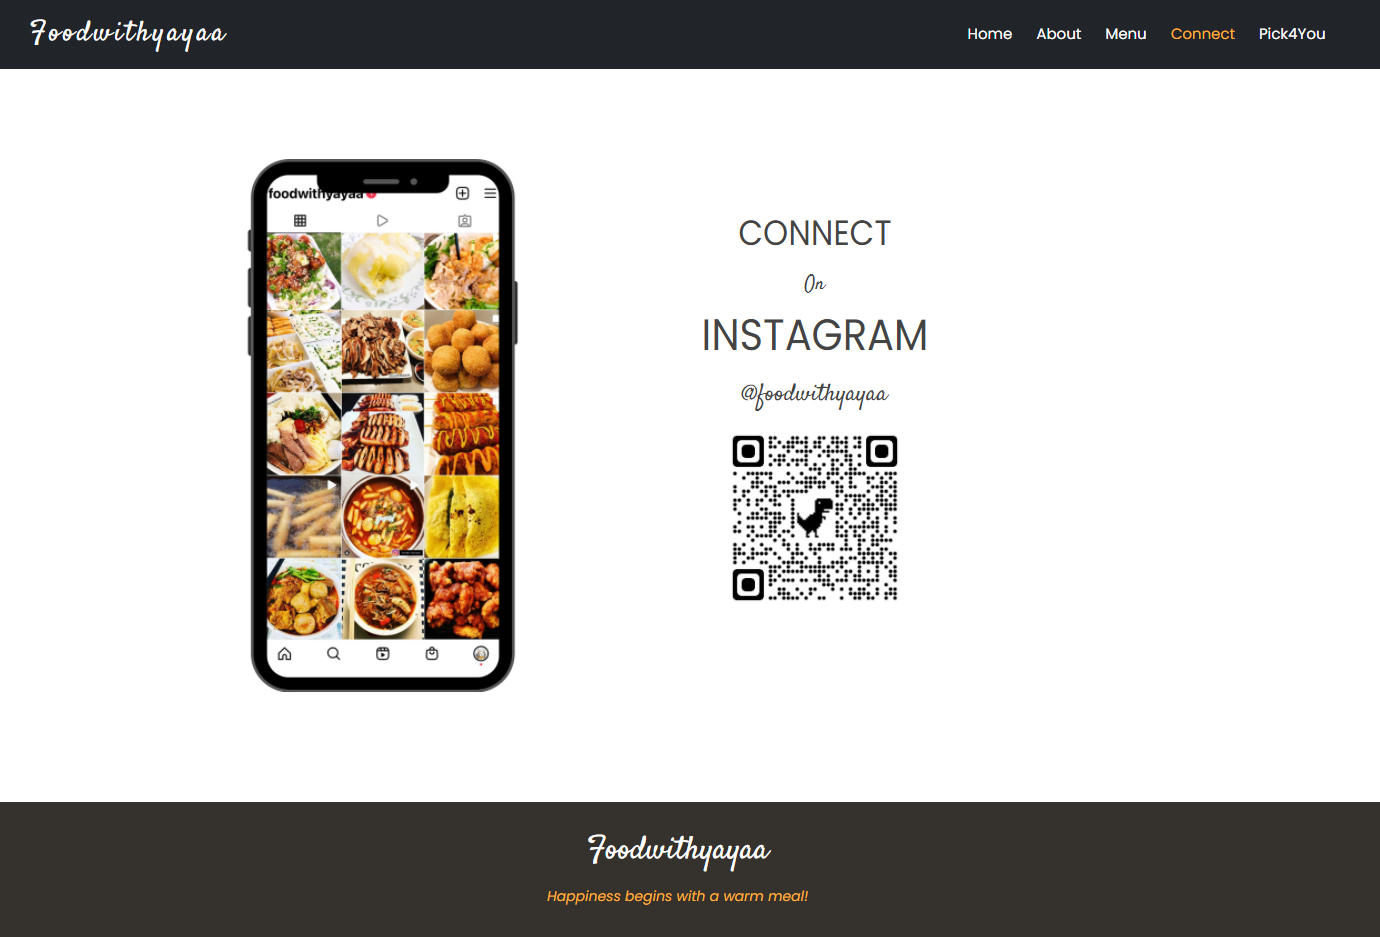 Foodwithyayaa
Home About Menu Connect Pick4You
foodwithyayaa
CONNECT
On
INSTAGRAM
@foodwithyayaa
Foodwithyayaa
Happiness begins with a warm meal!